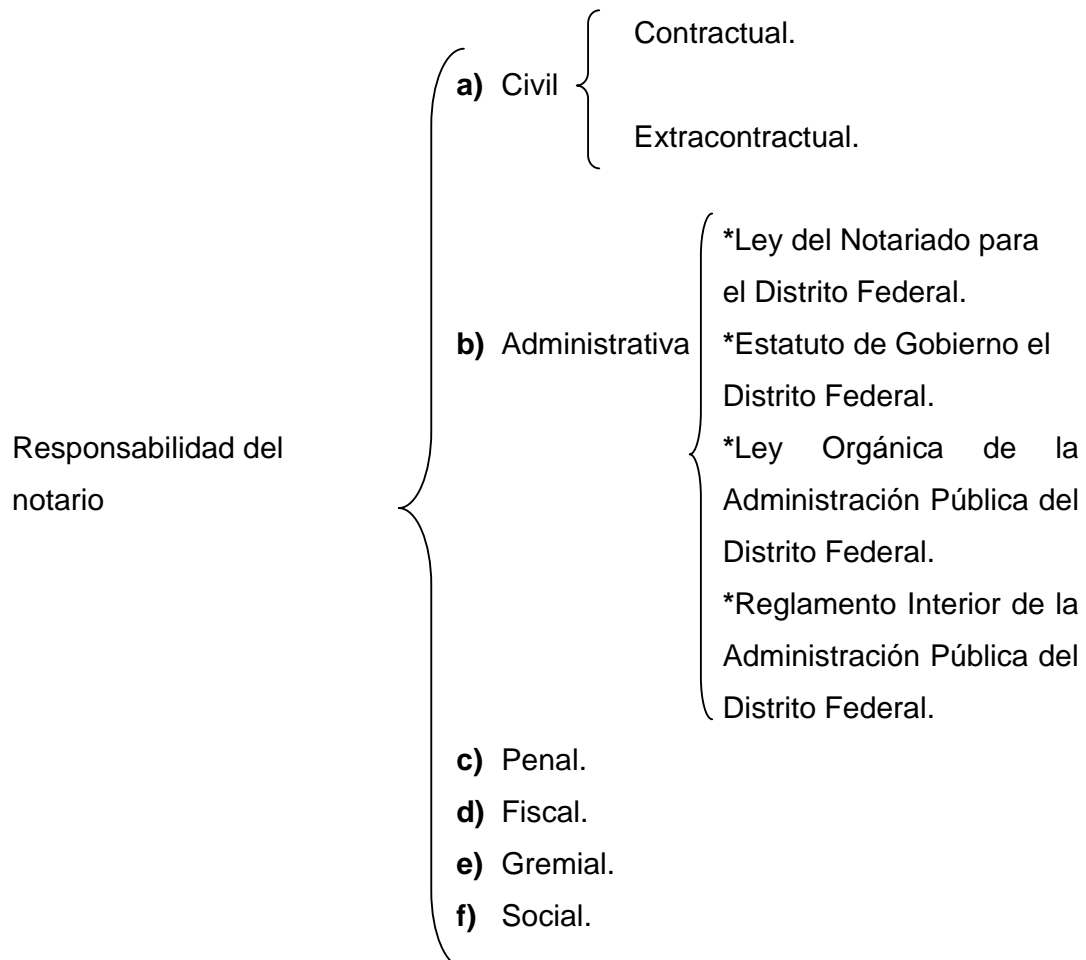 Responsabilidad del
notario
a) Civil
Contractual.
Extracontractual.
b) Administrativa
*Ley del Notariado para
el Distrito Federal.
*Estatuto de Gobierno el
Distrito Federal.
*Ley Orgánica de la
Administración Pública del
Distrito Federal.
*Reglamento Interior de la
Administración Pública del
Distrito Federal.
c) Penal.
d) Fiscal.
e) Gremial.
f) Social.